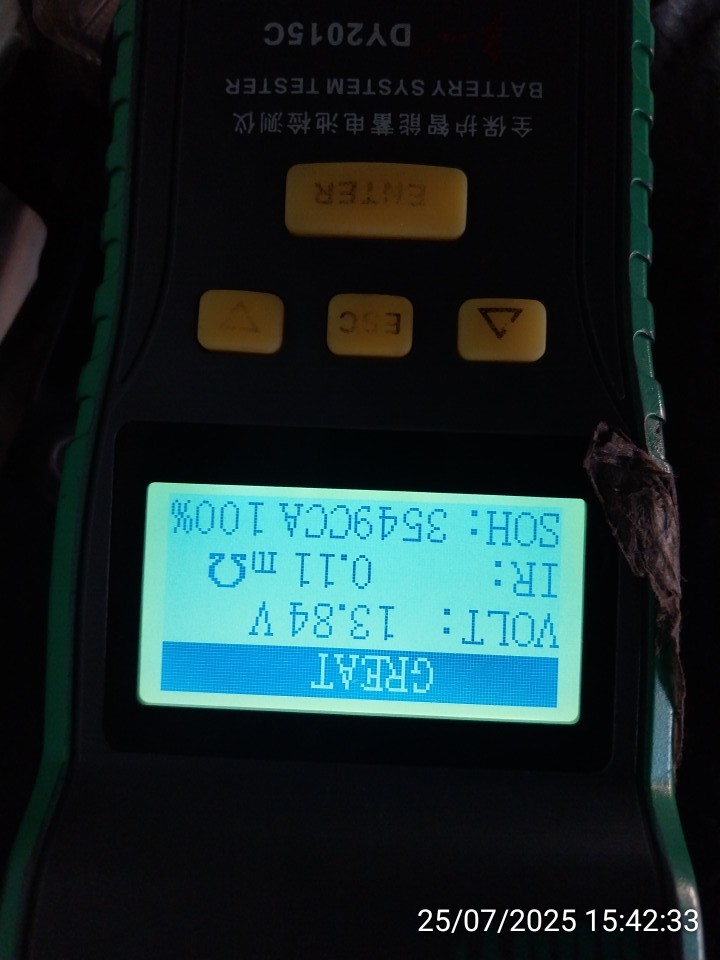 GREAT
VOLT: 13.84 V
IR: 0.11 mΩ
SOH: 3549CCA 100%
ESC
ENTER
全保护智能蓄电池检测仪
BATTERY SYSTEM TESTER
DY2015C
25/07/2025 15:42:33